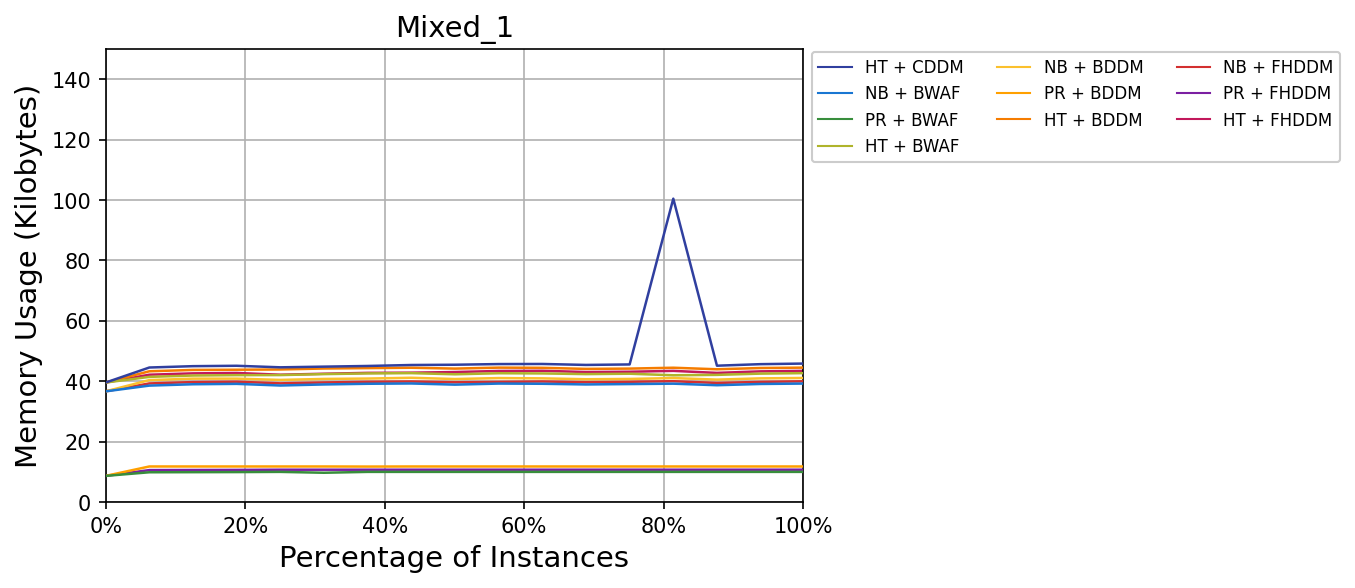 Mixed_1
Memory Usage (Kilobytes)
140
120
100
80
60
40
20
0
0% 20% 40% 60% 80% 100%
Percentage of Instances
HT + CDDM NB + BDDM NB + FHDDM
NB + BWAF PR + BDDM PR + FHDDM
PR + BWAF HT + BDDM HT + FHDDM
HT + BWAF